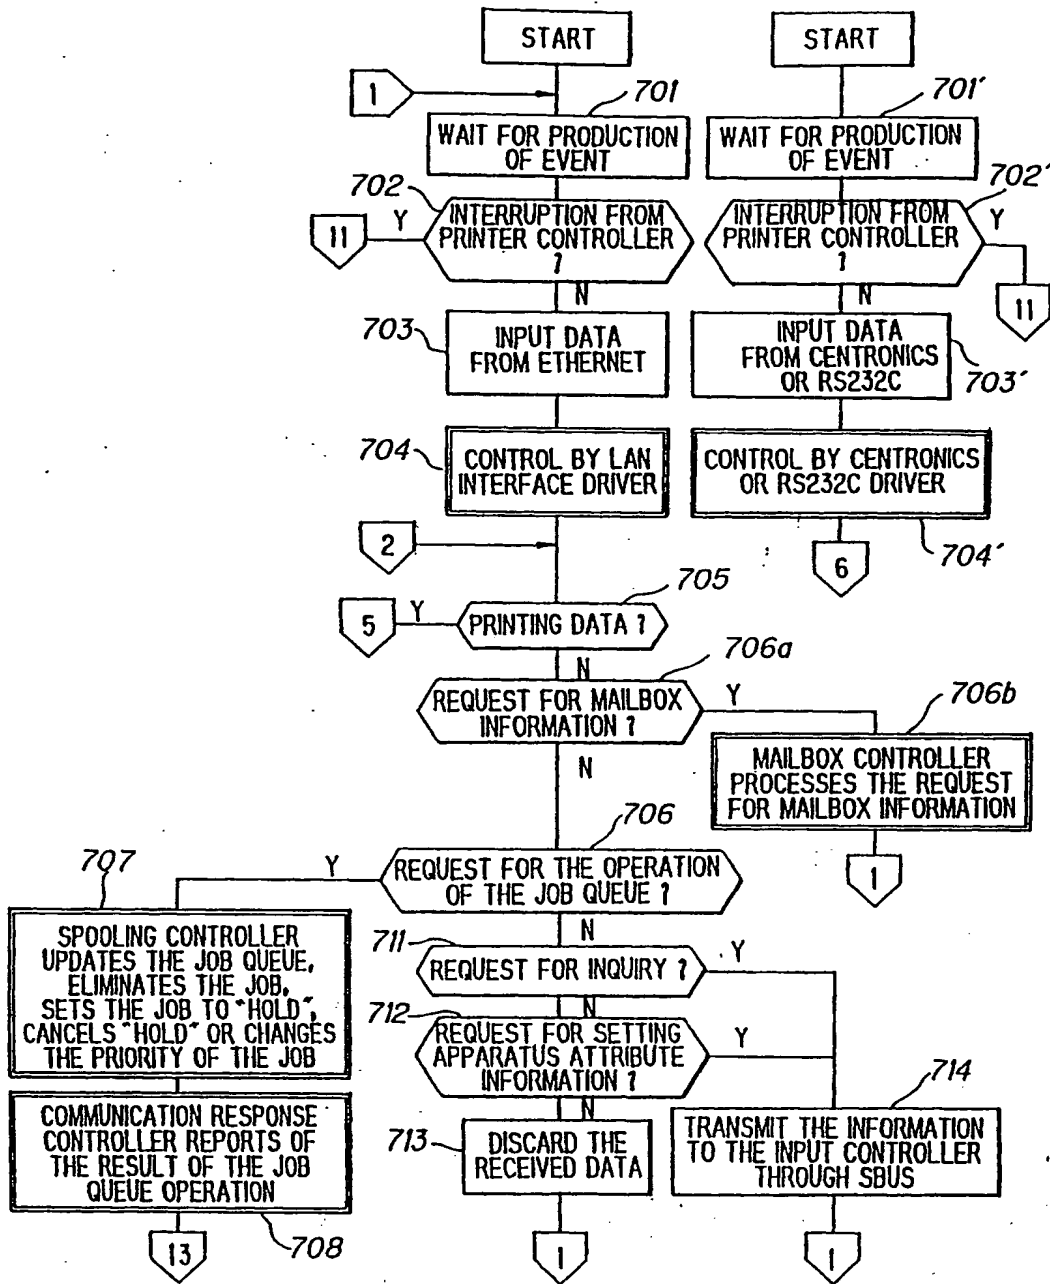 START
START
1
701
701'
WAIT FOR PRODUCTION
OF EVENT
WAIT FOR PRODUCTION
OF EVENT
702
702'
Y
INTERRUPTION FROM
PRINTER CONTROLLER
?
INTERRUPTION FROM
PRINTER CONTROLLER
?
Y
11
11
N
N
703
INPUT DATA
FROM ETHERNET
INPUT DATA
FROM CENTRONICS
OR RS232C
703'
704
CONTROL BY LAN
INTERFACE DRIVER
CONTROL BY CENTRONICS
OR RS232C DRIVER
704'
2
6
705
5
Y
PRINTING DATA ?
N
706a
REQUEST FOR MAILBOX
INFORMATION ?
Y
706b
N
MAILBOX CONTROLLER
PROCESSES THE REQUEST
FOR MAILBOX INFORMATION
1
706
Y
REQUEST FOR THE OPERATION
OF THE JOB QUEUE ?
N
707
SPOOLING CONTROLLER
UPDATES THE JOB QUEUE,
ELIMINATES THE JOB,
SETS THE JOB TO "HOLD",
CANCELS "HOLD" OR CHANGES
THE PRIORITY OF THE JOB
711
REQUEST FOR INQUIRY ?
Y
N
712
REQUEST FOR SETTING
APPARATUS ATTRIBUTE
INFORMATION ?
Y
N
COMMUNICATION RESPONSE
CONTROLLER REPORTS OF
THE RESULT OF THE JOB
QUEUE OPERATION
708
713
DISCARD THE
RECEIVED DATA
714
TRANSMIT THE INFORMATION
TO THE INPUT CONTROLLER
THROUGH SBUS
13
1
1